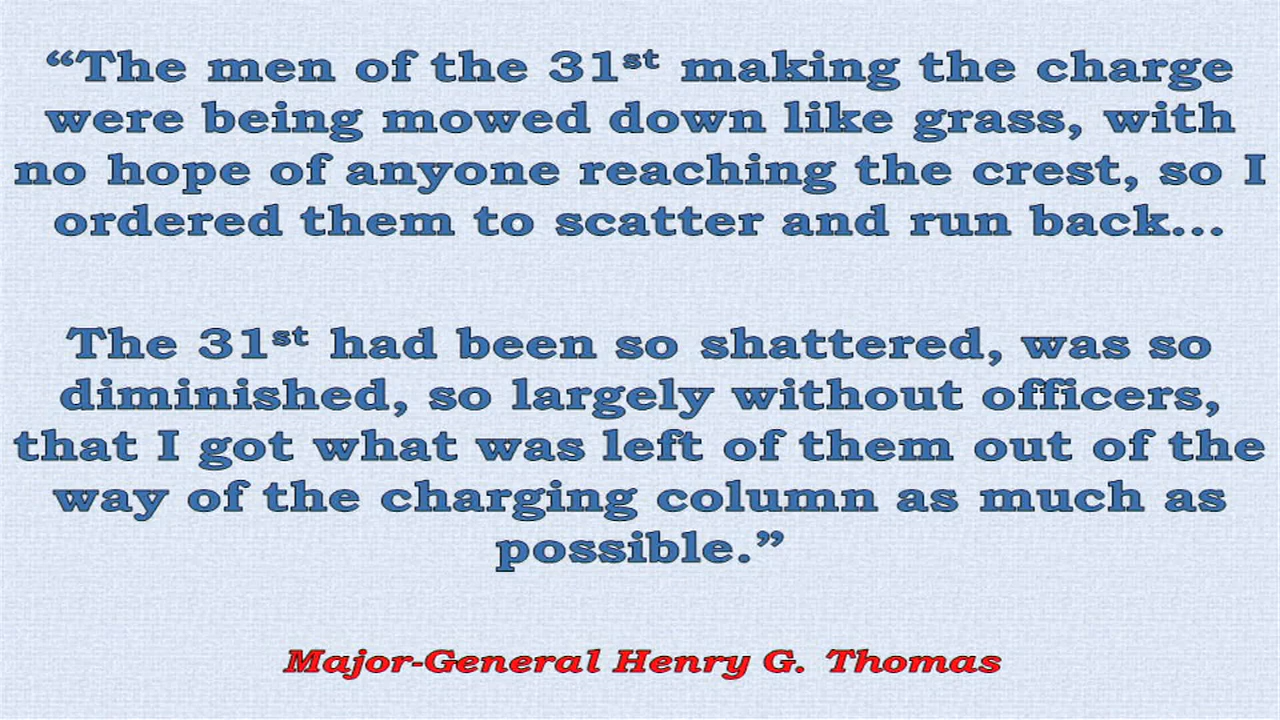 “The men of the 31st making the charge
were being mowed down like grass, with
no hope of anyone reaching the crest, so I
ordered them to scatter and run back...
The 31st had been so shattered, was so
diminished, so largely without officers,
that I got what was left of them out of the
way of the charging column as much as
possible.”
Major-General Henry G. Thomas